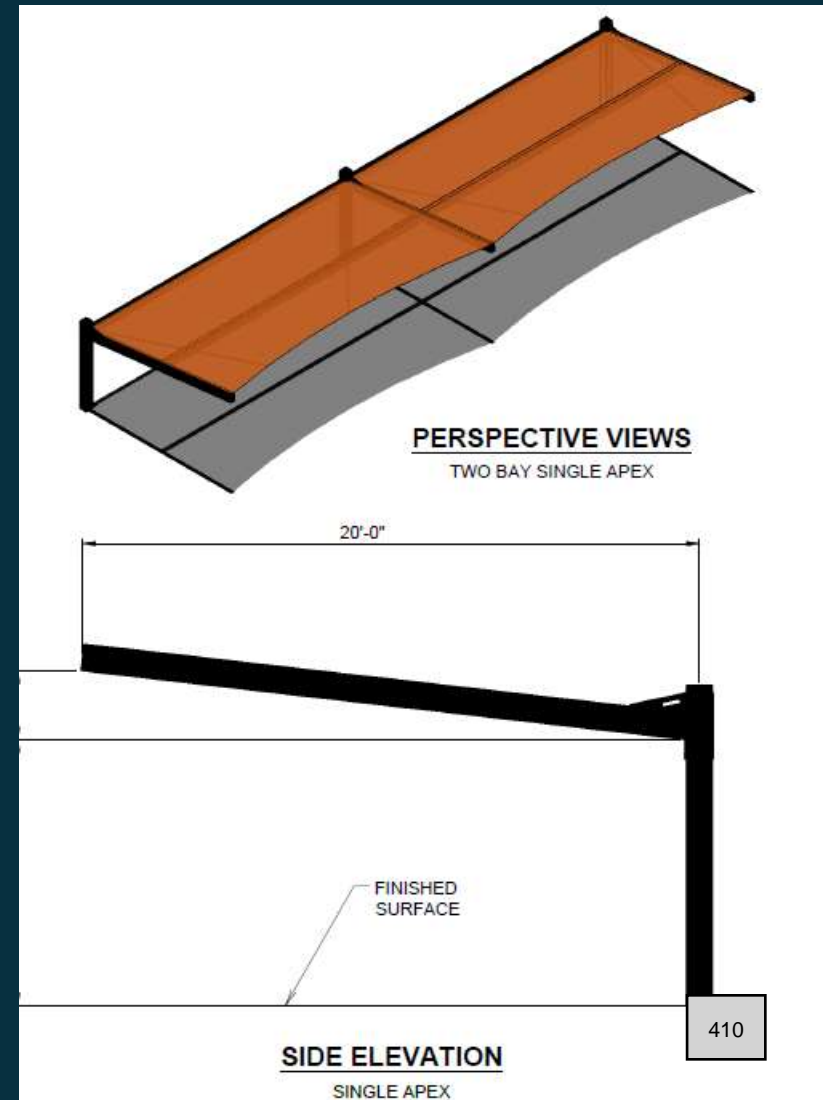 PERSPECTIVE VIEWS
TWO BAY SINGLE APEX
20'-0"
FINISHED
SURFACE
410
SIDE ELEVATION
SINGLE APEX